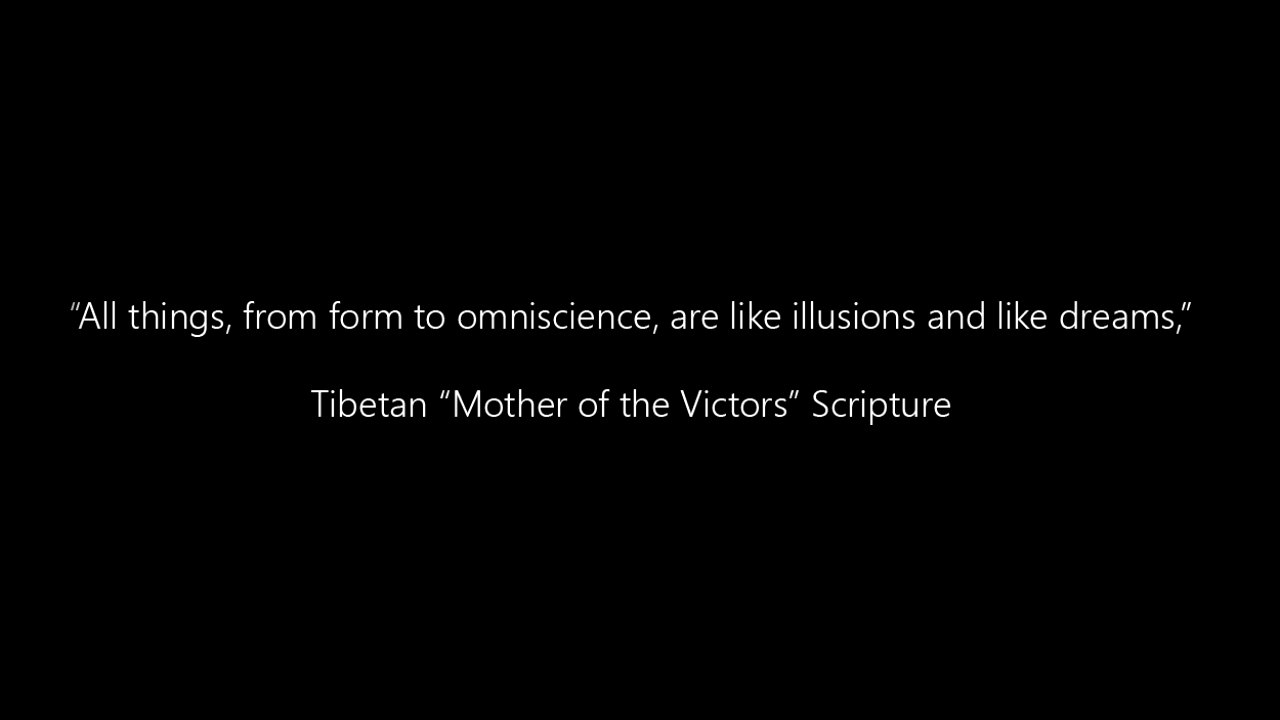 “All things, from form to omniscience, are like illusions and like dreams,”
Tibetan “Mother of the Victors” Scripture